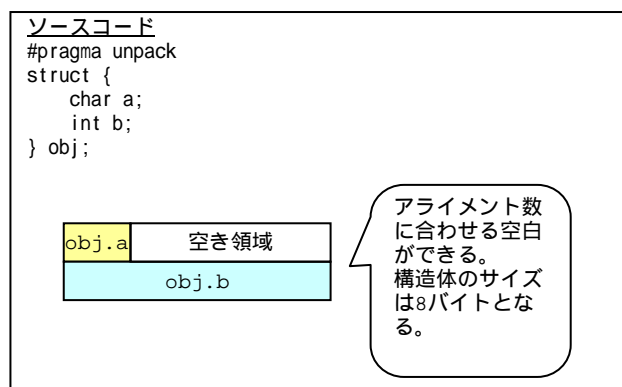 ソースコード
#pragma unpack
struct {
    char a;
    int b;
} obj;
アライメント数
に合わせる空白
ができる。
構造体のサイズ
は8バイトとな
る。
obj.a 空き領域
obj.b